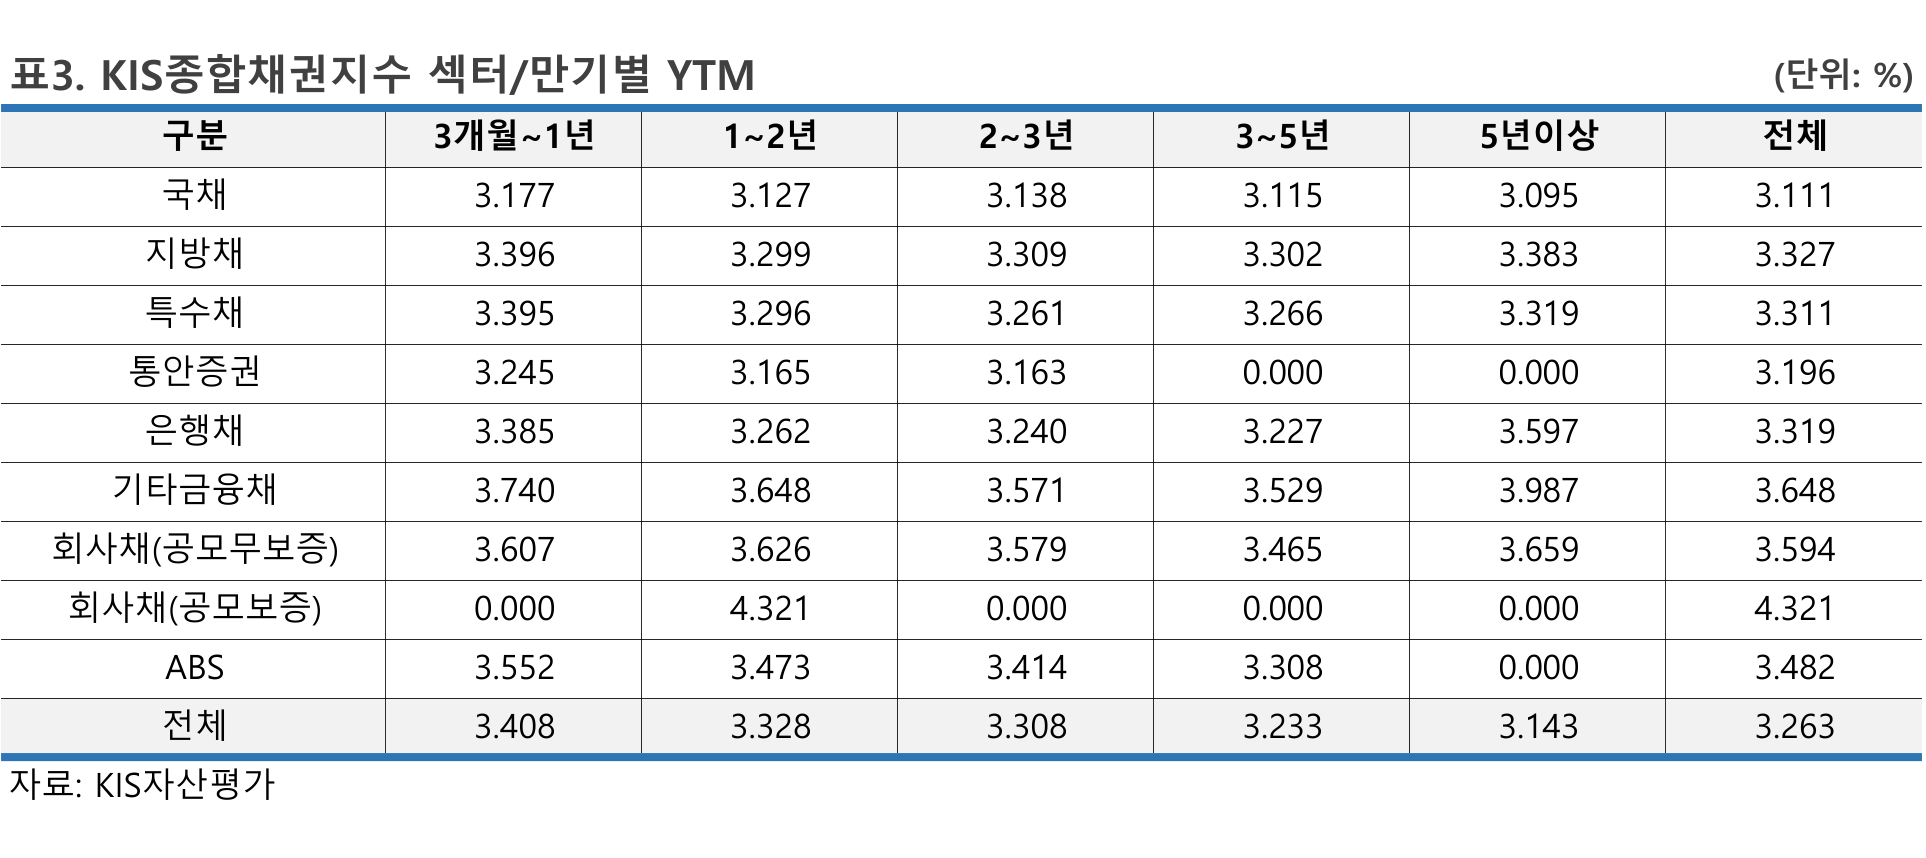 표3. KIS종합채권지수 섹터/만기별 YTM (단위: %)
구분 3개월~1년 1~2년 2~3년 3~5년 5년이상 전체
국채 3.177 3.127 3.138 3.115 3.095 3.111
지방채 3.396 3.299 3.309 3.302 3.383 3.327
특수채 3.395 3.296 3.261 3.266 3.319 3.311
통안증권 3.245 3.165 3.163 0.000 0.000 3.196
은행채 3.385 3.262 3.240 3.227 3.597 3.319
기타금융채 3.740 3.648 3.571 3.529 3.987 3.648
회사채(공모무보증) 3.607 3.626 3.579 3.465 3.659 3.594
회사채(공모보증) 0.000 4.321 0.000 0.000 0.000 4.321
ABS 3.552 3.473 3.414 3.308 0.000 3.482
전체 3.408 3.328 3.308 3.233 3.143 3.263
자료: KIS자산평가